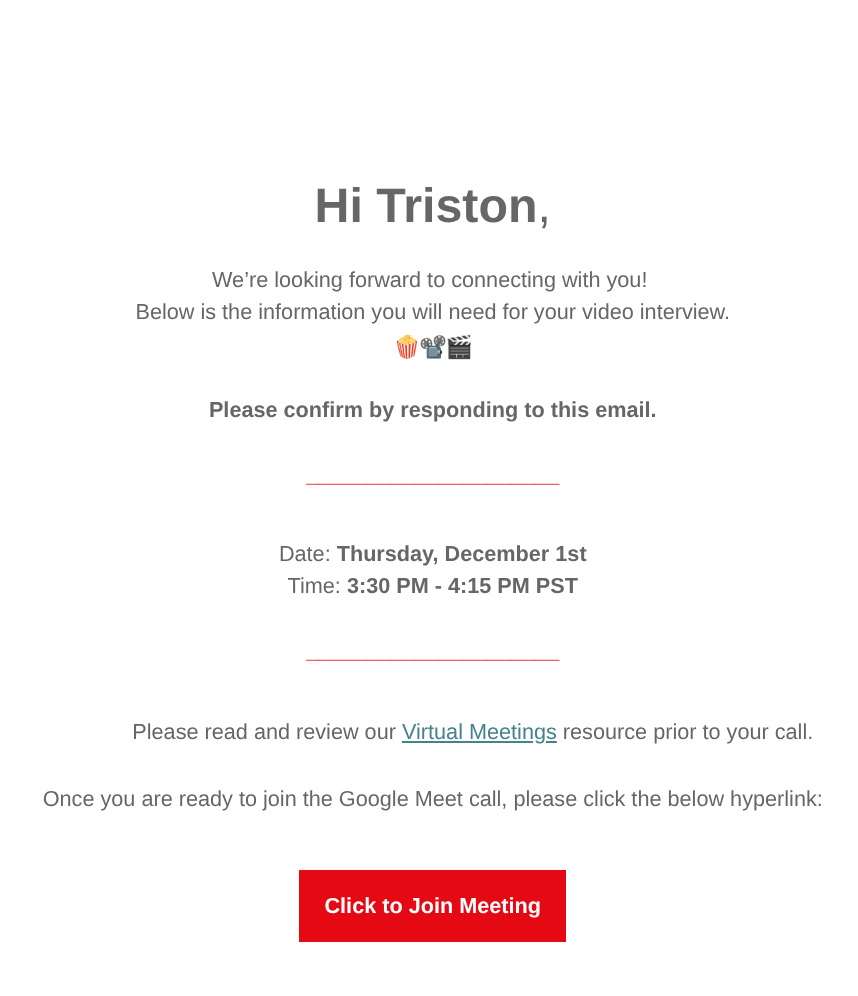 Hi Triston,
We’re looking forward to connecting with you!
Below is the information you will need for your video interview.
🍿📽🎬
Please confirm by responding to this email.
_____________________
Date: Thursday, December 1st
Time: 3:30 PM - 4:15 PM PST
_____________________
Please read and review our Virtual Meetings resource prior to your call.
Once you are ready to join the Google Meet call, please click the below hyperlink:
Click to Join Meeting